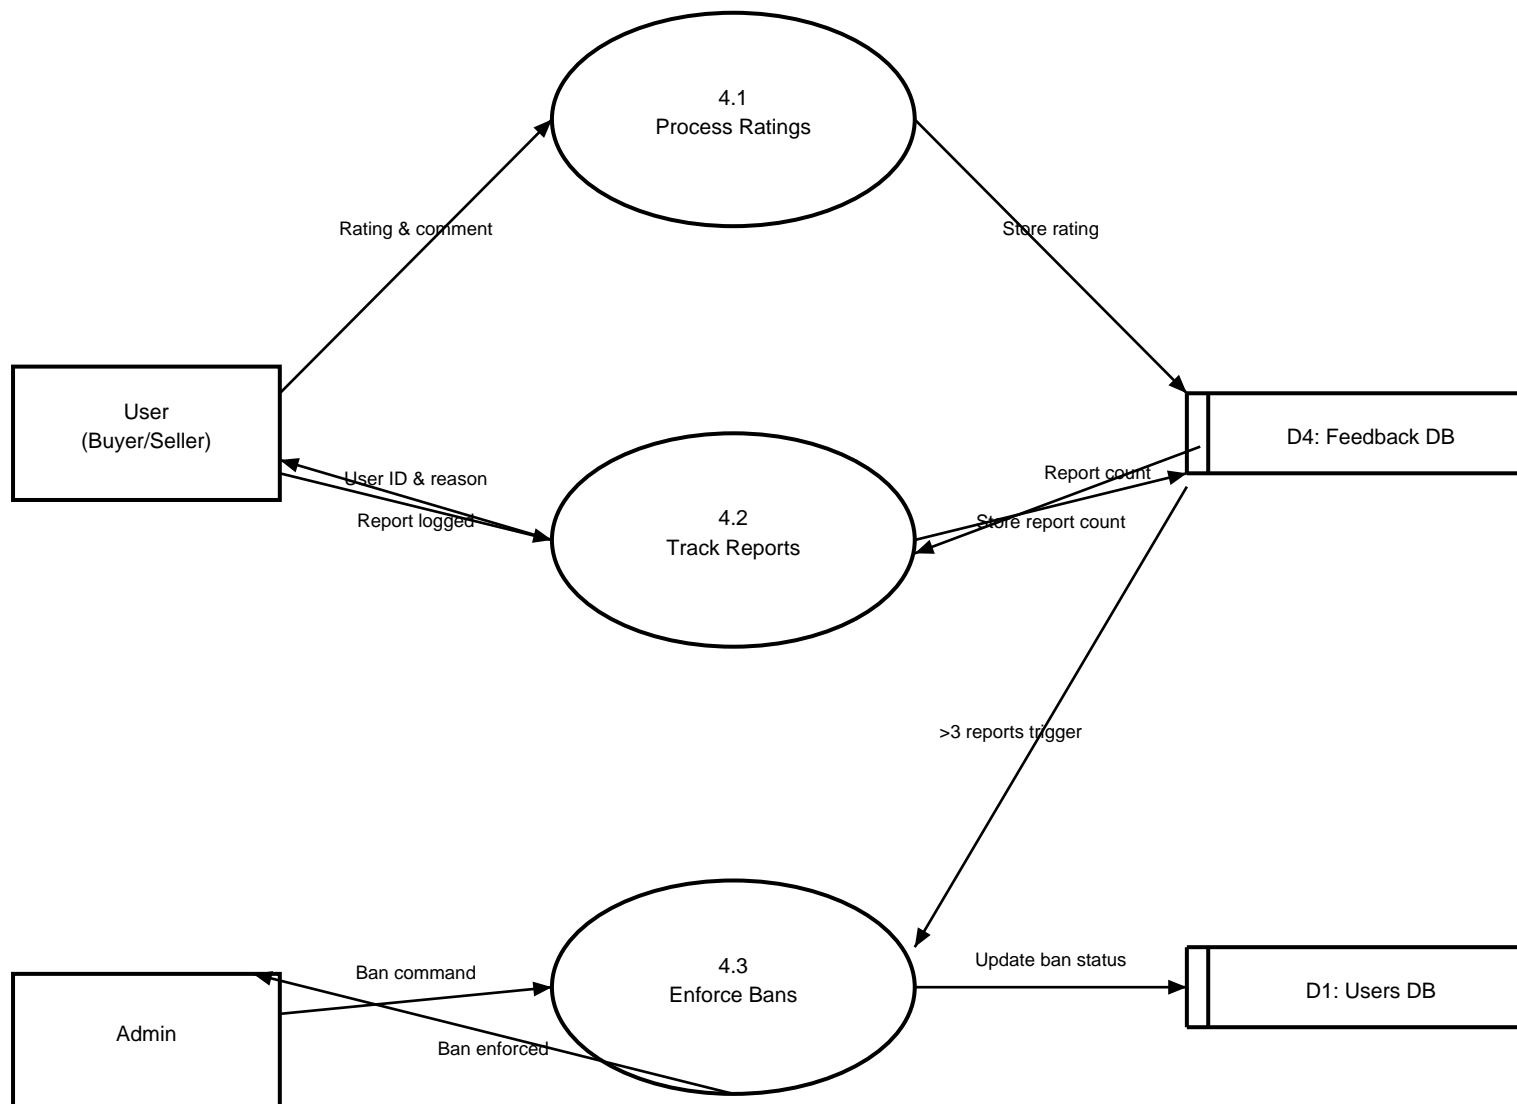 4.1
Process Ratings
Rating & comment
Store rating
User
(Buyer/Seller)
D4: Feedback DB
User ID & reason
Report count
Report logged
Store report count
4.2
Track Reports
>3 reports trigger
4.3
Enforce Bans
Ban command
Update ban status
D1: Users DB
Admin
Ban enforced